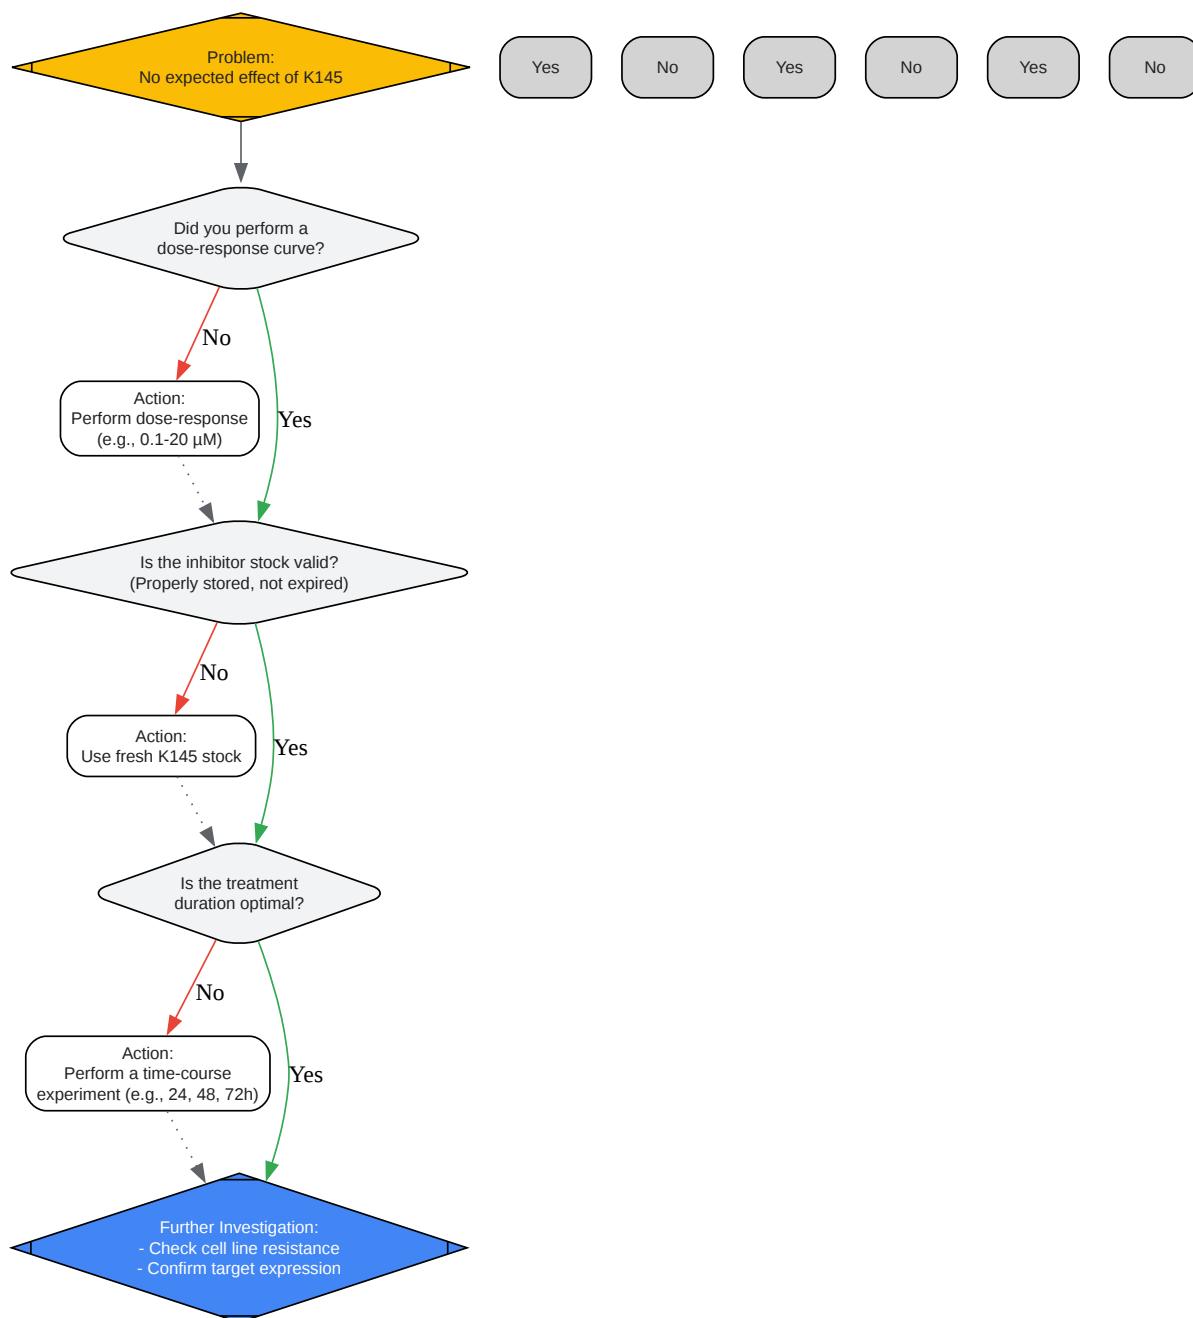 Problem:
No expected effect of K145
Yes
No
Yes
No
Yes
No
Did you perform a
dose-response curve?
No
Yes
Action:
Perform dose-response
(e.g., 0.1-20 µM)
Is the inhibitor stock valid?
(Properly stored, not expired)
No
Yes
Action:
Use fresh K145 stock
Is the treatment
duration optimal?
No
Yes
Action:
Perform a time-course
experiment (e.g., 24, 48, 72h)
Further Investigation:
- Check cell line resistance
- Confirm target expression